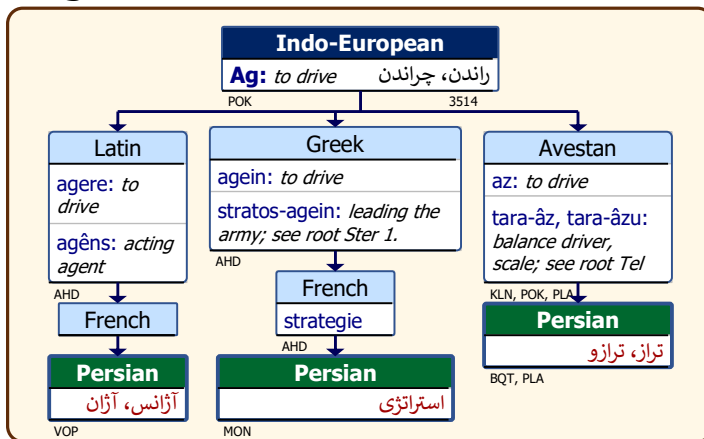 Indo-European
Ag: to drive راندن، چراندن
POK 3514
Latin
agere: to
drive
agêns: acting
agent
AHD
French
Persian
آژانس، آژان
VOP
Greek
agein: to drive
stratos-agein: leading the
army; see root Ster 1.
AHD
French
strategie
AHD
Persian
استراتژی
MON
Avestan
az: to drive
tara-âz, tara-âzu:
balance driver,
scale; see root Tel
KLN, POK, PLA
Persian
تراز، ترازو
BQT, PLA